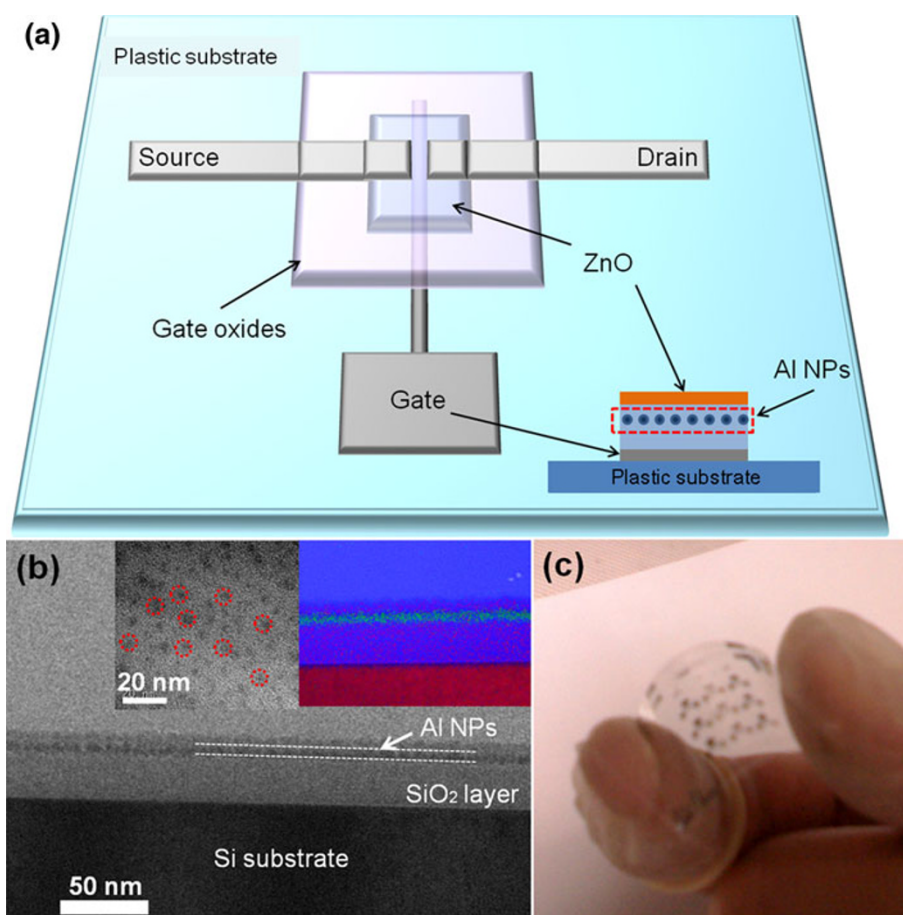 (a)
Plastic substrate
Source
Drain
ZnO
Gate oxides
Al NPs
Gate
Plastic substrate
(b)
(c)
20 nm
Al NPs
SiO₂ layer
Si substrate
50 nm